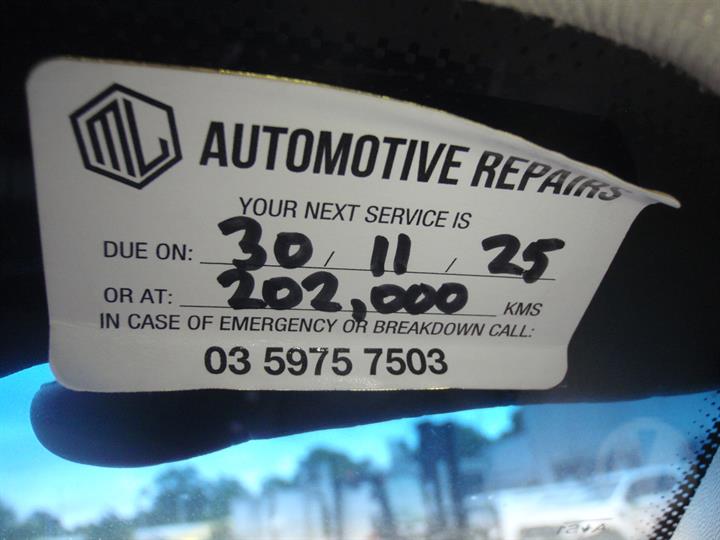 ML AUTOMOTIVE REPAIRS
YOUR NEXT SERVICE IS
DUE ON: 30 / 11 / 25
OR AT: 202,000 KMS
IN CASE OF EMERGENCY OR BREAKDOWN CALL:
03 5975 7503